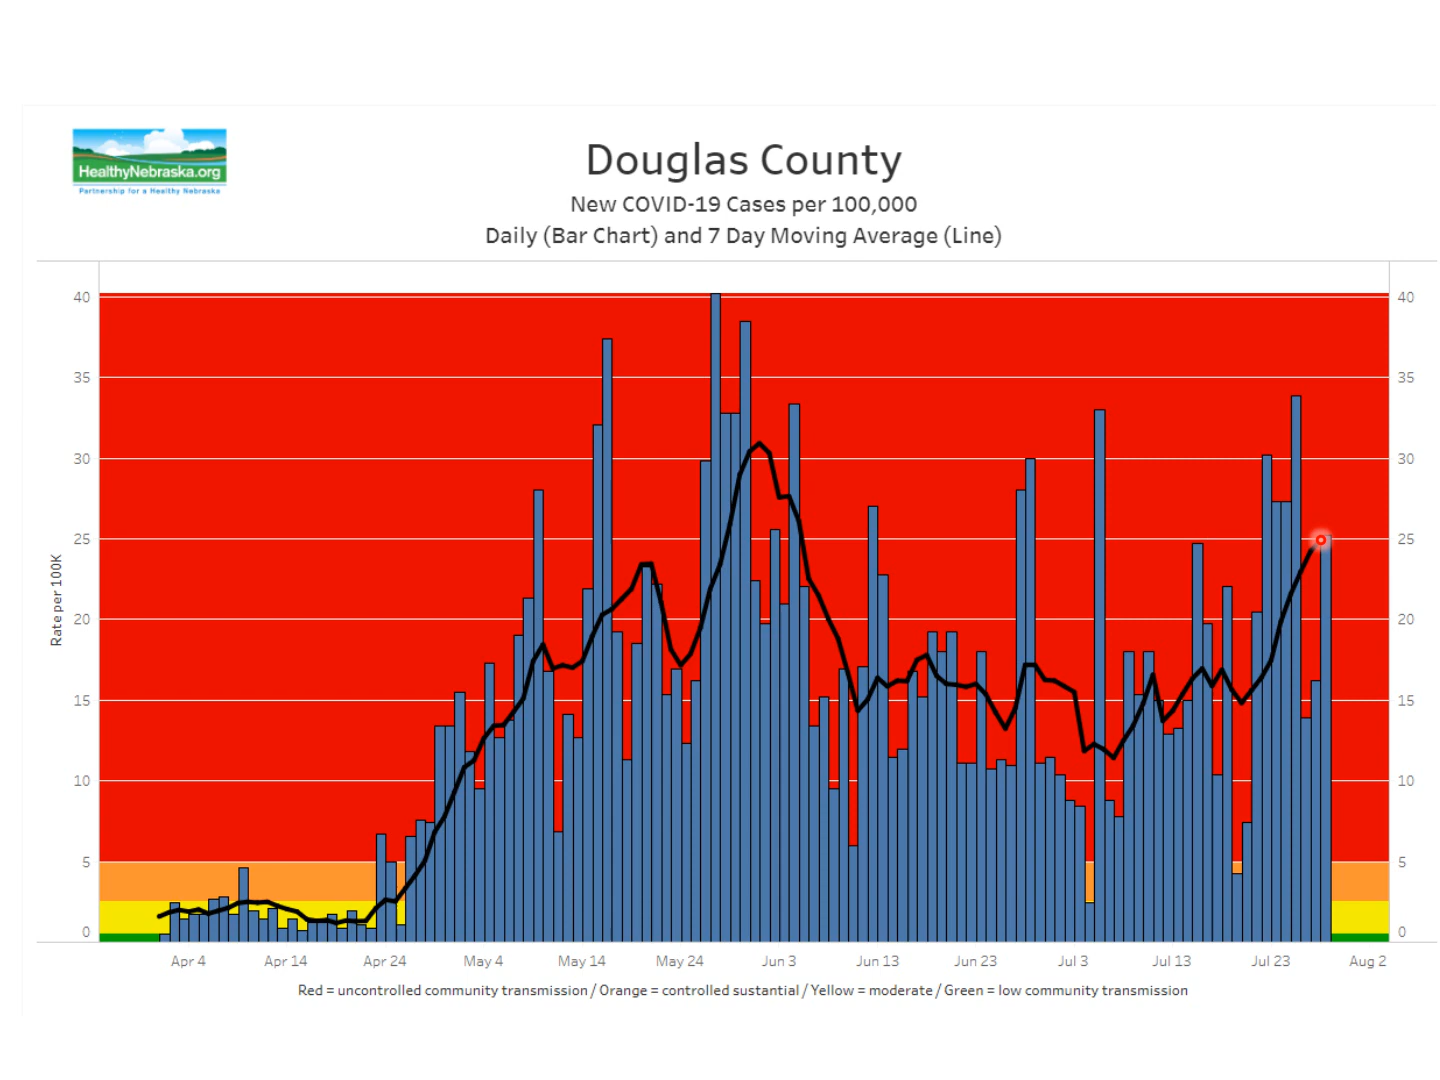 HealthyNebraska.org
Partnership for a Healthy Nebraska
Douglas County
New COVID-19 Cases per 100,000
Daily (Bar Chart) and 7 Day Moving Average (Line)
40 40
35 35
30 30
25 25
20 20
15 15
10 10
5 5
0 0
Rate per 100K
Apr 4 Apr 14 Apr 24 May 4 May 14 May 24 Jun 3 Jun 13 Jun 23 Jul 3 Jul 13 Jul 23 Aug 2
Red = uncontrolled community transmission / Orange = controlled sustantial / Yellow = moderate / Green = low community transmission